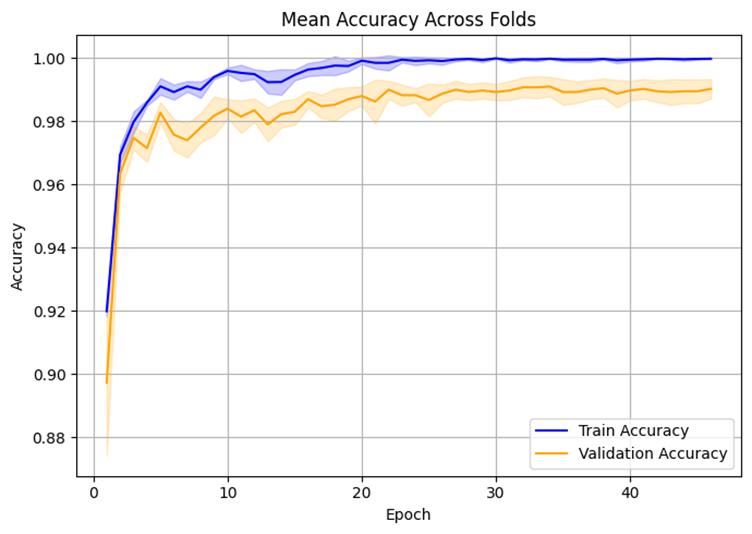 Mean Accuracy Across Folds
Accuracy
1.00
0.98
0.96
0.94
0.92
0.90
0.88
Train Accuracy
Validation Accuracy
0 10 20 30 40
Epoch